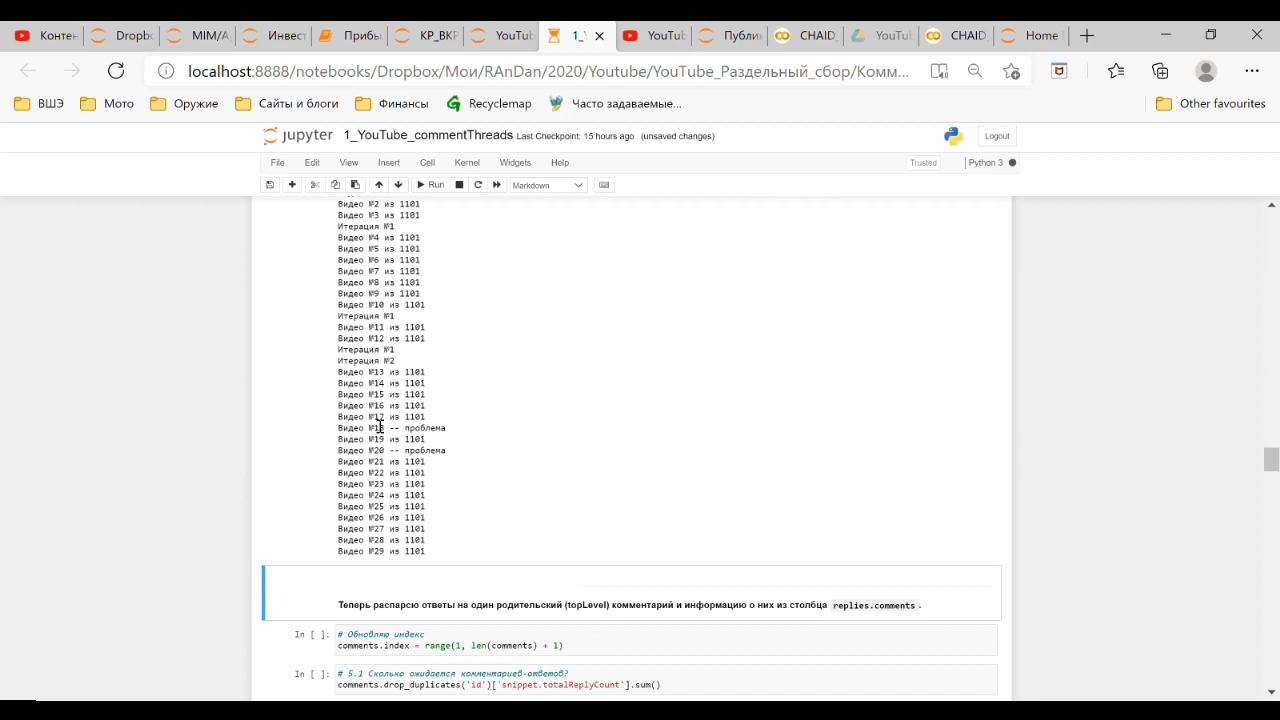 Контен
Dropbo
MIM/A
Инвест
Прибы
КР_ВКР
YouTub
1_Y
YouTub
Публик
CHAID_
YouTub
CHAID
Home
localhost:8888/notebooks/Dropbox/Мои/RAnDan/2020/Youtube/YouTube_Раздельный_сбор/Комм...
ВШЭ
Мото
Оружие
Сайты и блоги
Финансы
Recyclemap
Часто задаваемые...
Other favourites
jupyter 1_YouTube_commentThreads Last Checkpoint: 15 hours ago (unsaved changes)
Logout
File Edit View Insert Cell Kernel Widgets Help
Trusted
Python 3
Run
Markdown
Видео №2 из 1101
Видео №3 из 1101
Итерация №1
Видео №4 из 1101
Видео №5 из 1101
Видео №6 из 1101
Видео №7 из 1101
Видео №8 из 1101
Видео №9 из 1101
Видео №10 из 1101
Итерация №1
Видео №11 из 1101
Видео №12 из 1101
Итерация №1
Итерация №2
Видео №13 из 1101
Видео №14 из 1101
Видео №15 из 1101
Видео №16 из 1101
Видео №17 из 1101
Видео №18 -- проблема
Видео №19 из 1101
Видео №20 -- проблема
Видео №21 из 1101
Видео №22 из 1101
Видео №23 из 1101
Видео №24 из 1101
Видео №25 из 1101
Видео №26 из 1101
Видео №27 из 1101
Видео №28 из 1101
Видео №29 из 1101
Теперь распарсю ответы на один родительский (topLevel) комментарий и информацию о них из столбца replies.comments.
In [ ]: # Обновляю индекс
comments.index = range(1, len(comments) + 1)
In [ ]: # 5.1 Сколько ожидается комментариев-ответов?
comments.drop_duplicates('id')['snippet.totalReplyCount'].sum()